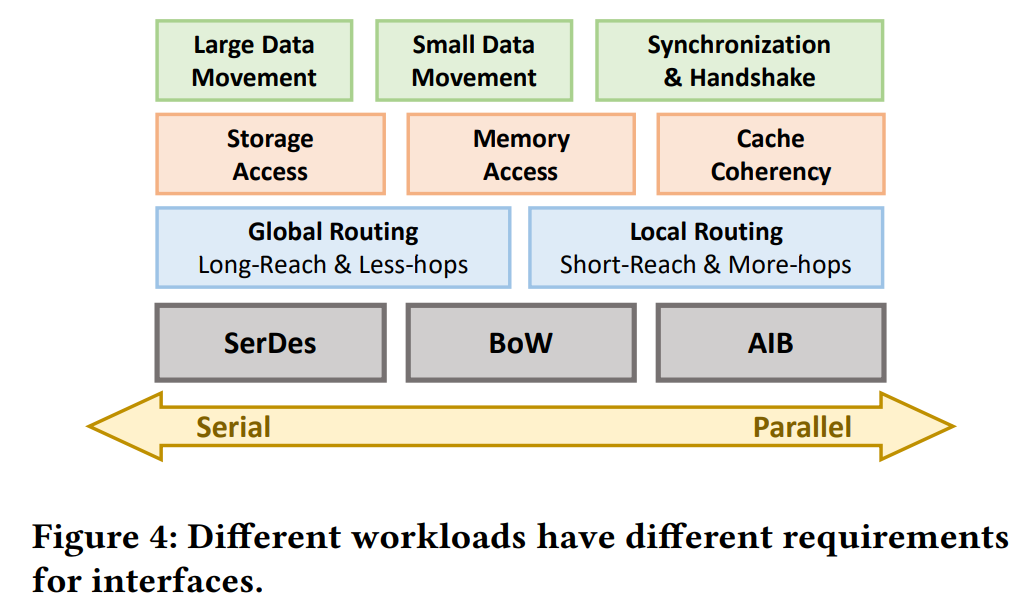 Large Data
Movement
Small Data
Movement
Synchronization
& Handshake
Storage
Access
Memory
Access
Cache
Coherency
Global Routing
Long-Reach & Less-hops
Local Routing
Short-Reach & More-hops
SerDes
BoW
AIB
Serial
Parallel
Figure 4: Different workloads have different requirements
for interfaces.